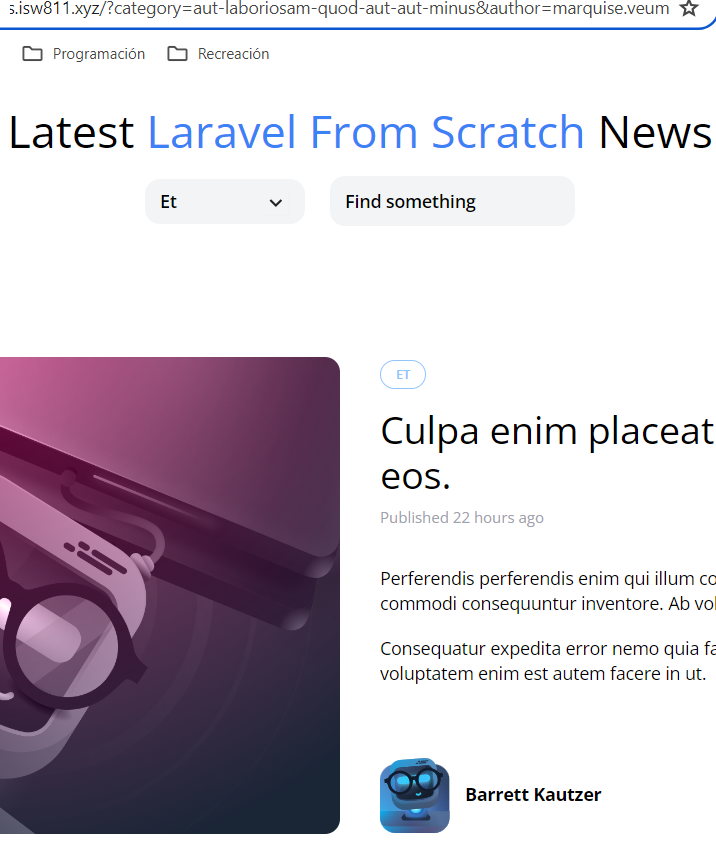 s.isw811.xyz/?category=aut-laboriosam-quod-aut-aut-minus&author=marquise.veum
Programación Recreación
Latest Laravel From Scratch News
Et Find something
ET
Culpa enim placeat
eos.
Published 22 hours ago
Perferendis perferendis enim qui illum co
commodi consequuntur inventore. Ab vol
Consequatur expedita error nemo quia fa
voluptatem enim est autem facere in ut.
Barrett Kautzer